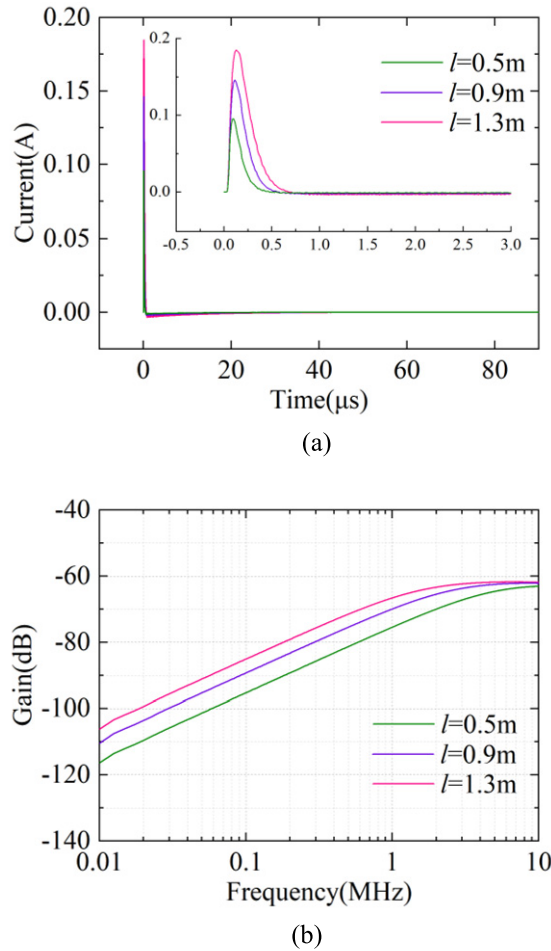 0.20
0.15
0.10
0.05
0.00
Current(A)
0.2
0.1
0.0
-0.5 0.0 0.5 1.0 1.5 2.0 2.5 3.0
l=0.5m
l=0.9m
l=1.3m
0 20 40 60 80
Time(μs)
(a)
-40
-60
-80
-100
-120
-140
Gain(dB)
l=0.5m
l=0.9m
l=1.3m
0.01 0.1 1 10
Frequency(MHz)
(b)